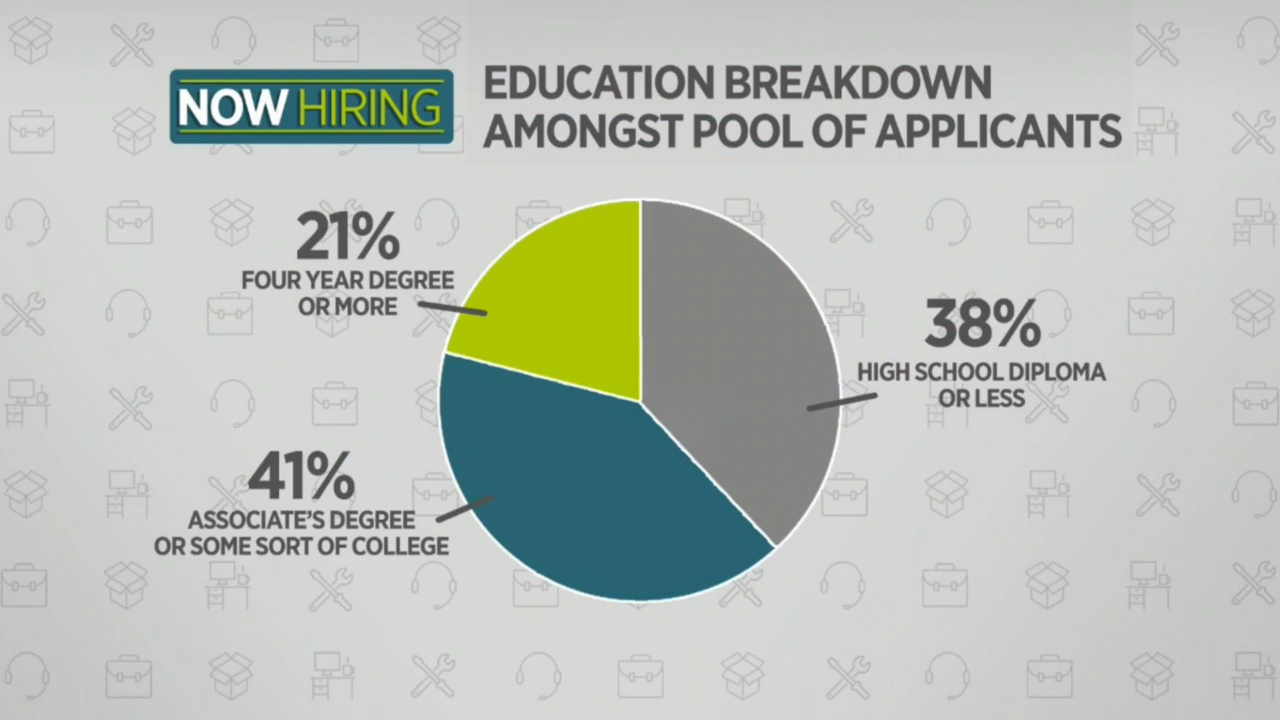 NOW HIRING
EDUCATION BREAKDOWN
AMONGST POOL OF APPLICANTS
21%
FOUR YEAR DEGREE
OR MORE
38%
HIGH SCHOOL DIPLOMA
OR LESS
41%
ASSOCIATE'S DEGREE
OR SOME SORT OF COLLEGE